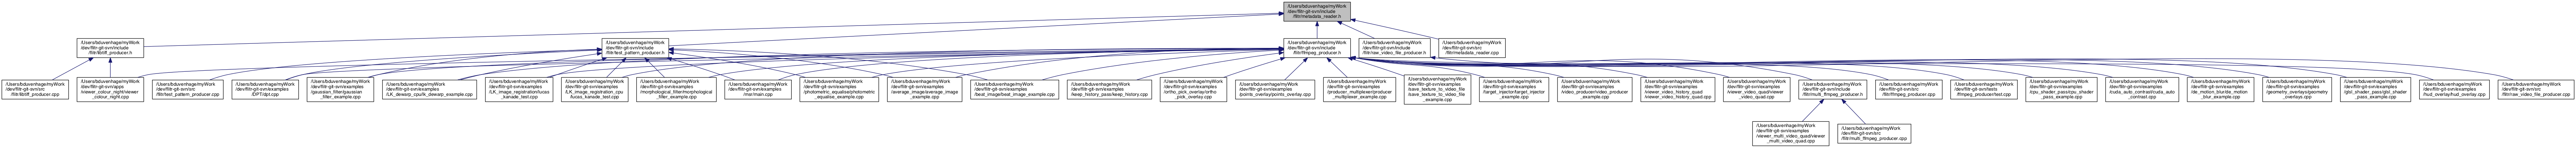 /Users/bduvenhage/myWork
/dev/flitr-git-svn/include
/flitr/metadata_reader.h
/Users/bduvenhage/myWork
/dev/flitr-git-svn/include
/flitr/libtiff_producer.h
/Users/bduvenhage/myWork
/dev/flitr-git-svn/include
/flitr/test_pattern_producer.h
/Users/bduvenhage/myWork
/dev/flitr-git-svn/include
/flitr/ffmpeg_producer.h
/Users/bduvenhage/myWork
/dev/flitr-git-svn/include
/flitr/raw_video_file_producer.h
/Users/bduvenhage/myWork
/dev/flitr-git-svn/src
/flitr/metadata_reader.cpp
/Users/bduvenhage/myWork
/dev/flitr-git-svn/src
/flitr/libtiff_producer.cpp
/Users/bduvenhage/myWork
/dev/flitr-git-svn/apps
/viewer_colour_night/viewer
_colour_night.cpp
/Users/bduvenhage/myWork
/dev/flitr-git-svn/src
/flitr/test_pattern_producer.cpp
/Users/bduvenhage/myWork
/dev/flitr-git-svn/examples
/DPT/dpt.cpp
/Users/bduvenhage/myWork
/dev/flitr-git-svn/examples
/gaussian_filter/gaussian
_filter_example.cpp
/Users/bduvenhage/myWork
/dev/flitr-git-svn/examples
/LK_dewarp_cpu/lk_dewarp_example.cpp
/Users/bduvenhage/myWork
/dev/flitr-git-svn/examples
/LK_image_registration/lucas
_kanade_test.cpp
/Users/bduvenhage/myWork
/dev/flitr-git-svn/examples
/LK_image_registration_cpu
/lucas_kanade_test.cpp
/Users/bduvenhage/myWork
/dev/flitr-git-svn/examples
/morphological_filter/morphological
_filter_example.cpp
/Users/bduvenhage/myWork
/dev/flitr-git-svn/examples
/msr/main.cpp
/Users/bduvenhage/myWork
/dev/flitr-git-svn/examples
/photometric_equalise/photometric
_equalise_example.cpp
/Users/bduvenhage/myWork
/dev/flitr-git-svn/examples
/average_image/average_image
_example.cpp
/Users/bduvenhage/myWork
/dev/flitr-git-svn/examples
/beat_image/beat_image_example.cpp
/Users/bduvenhage/myWork
/dev/flitr-git-svn/examples
/keep_history_pass/keep_history.cpp
/Users/bduvenhage/myWork
/dev/flitr-git-svn/examples
/ortho_pick_overlay/ortho
_pick_overlay.cpp
/Users/bduvenhage/myWork
/dev/flitr-git-svn/examples
/points_overlay/points_overlay.cpp
/Users/bduvenhage/myWork
/dev/flitr-git-svn/examples
/producer_multiplexer/producer
_multiplexer_example.cpp
/Users/bduvenhage/myWork
/dev/flitr-git-svn/examples
/save_texture_to_video_file
/save_texture_to_video_file
_example.cpp
/Users/bduvenhage/myWork
/dev/flitr-git-svn/examples
/target_injector/target_injector
_example.cpp
/Users/bduvenhage/myWork
/dev/flitr-git-svn/examples
/video_producer/video_producer
_example.cpp
/Users/bduvenhage/myWork
/dev/flitr-git-svn/examples
/viewer_video_history_quad
/viewer_video_history_quad.cpp
/Users/bduvenhage/myWork
/dev/flitr-git-svn/examples
/viewer_video_quad/viewer
_video_quad.cpp
/Users/bduvenhage/myWork
/dev/flitr-git-svn/include
/flitr/multi_ffmpeg_producer.h
/Users/bduvenhage/myWork
/dev/flitr-git-svn/src
/flitr/ffmpeg_producer.cpp
/Users/bduvenhage/myWork
/dev/flitr-git-svn/tests
/ffmpeg_producer/test.cpp
/Users/bduvenhage/myWork
/dev/flitr-git-svn/examples
/cpu_shader_pass/cpu_shader
_pass_example.cpp
/Users/bduvenhage/myWork
/dev/flitr-git-svn/examples
/cuda_auto_contrast/cuda_auto
_contrast.cpp
/Users/bduvenhage/myWork
/dev/flitr-git-svn/examples
/de_motion_blur/de_motion
_blur_example.cpp
/Users/bduvenhage/myWork
/dev/flitr-git-svn/examples
/geometry_overlays/geometry
_overlays.cpp
/Users/bduvenhage/myWork
/dev/flitr-git-svn/examples
/glsl_shader_pass/glsl_shader
_pass_example.cpp
/Users/bduvenhage/myWork
/dev/flitr-git-svn/examples
/hud_overlay/hud_overlay.cpp
/Users/bduvenhage/myWork
/dev/flitr-git-svn/src
/flitr/raw_video_file_producer.cpp
/Users/bduvenhage/myWork
/dev/flitr-git-svn/examples
/viewer_multi_video_quad/viewer
_multi_video_quad.cpp
/Users/bduvenhage/myWork
/dev/flitr-git-svn/src
/flitr/multi_ffmpeg_producer.cpp